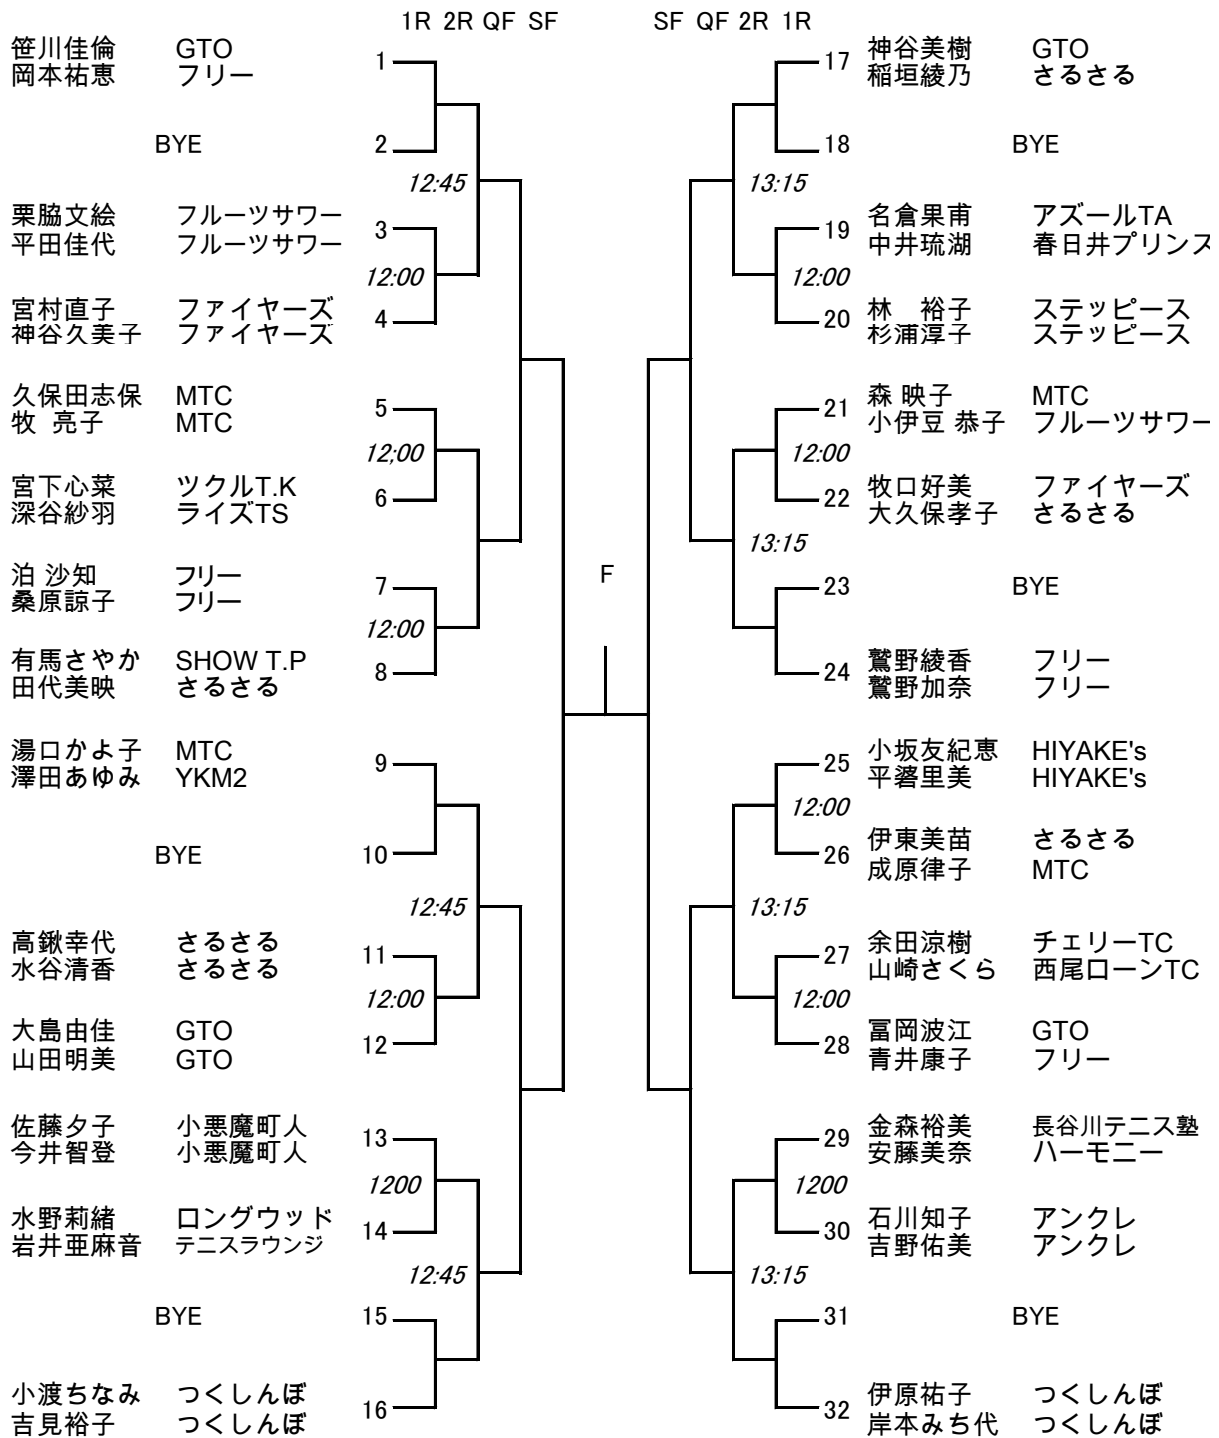 1R 2R QF SF
SF QF 2R 1R
笹川佳倫 GTO
岡本祐恵 フリー
1
BYE 2
12:45
栗脇文絵 フルーツサワー
平田佳代 フルーツサワー
3
12:00
宮村直子 ファイヤーズ
神谷久美子 ファイヤーズ
4
久保田志保 MTC
牧 亮子 MTC
5
12;00
宮下心菜 ツクルT.K
深谷紗羽 ライズTS
6
泊 沙知 フリー
桑原諒子 フリー
7
12:00
有馬さやか SHOW T.P
田代美映 さるさる
8
湯口かよ子 MTC
澤田あゆみ YKM2
9
BYE 10
12:45
高鍬幸代 さるさる
水谷清香 さるさる
11
12:00
大島由佳 GTO
山田明美 GTO
12
佐藤夕子 小悪魔町人
今井智登 小悪魔町人
13
1200
水野莉緒 ロングウッド
岩井亜麻音 テニスラウンジ
14
12:45
BYE 15
小渡ちなみ つくしんぼ
吉見裕子 つくしんぼ
16
F
17
神谷美樹 GTO
稲垣綾乃 さるさる
18 BYE
13:15
19
名倉果甫 アズールTA
中井琉湖 春日井プリンス
12:00
20
林 裕子 ステッピース
杉浦淳子 ステッピース
21
森 映子 MTC
小伊豆 恭子 フルーツサワー
12:00
22
牧口好美 ファイヤーズ
大久保孝子 さるさる
13:15
23 BYE
24
鷲野綾香 フリー
鷲野加奈 フリー
25
小坂友紀恵 HIYAKE's
平塗里美 HIYAKE's
12:00
26
伊東美苗 さるさる
成原律子 MTC
13:15
27
余田涼樹 チェリーTC
山崎さくら 西尾ローンTC
12:00
28
冨岡波江 GTO
青井康子 フリー
29
金森裕美 長谷川テニス塾
安藤美奈 ハーモニー
1200
30
石川知子 アンクレ
吉野佑美 アンクレ
13:15
31 BYE
32
伊原祐子 つくしんぼ
岸本みち代 つくしんぼ